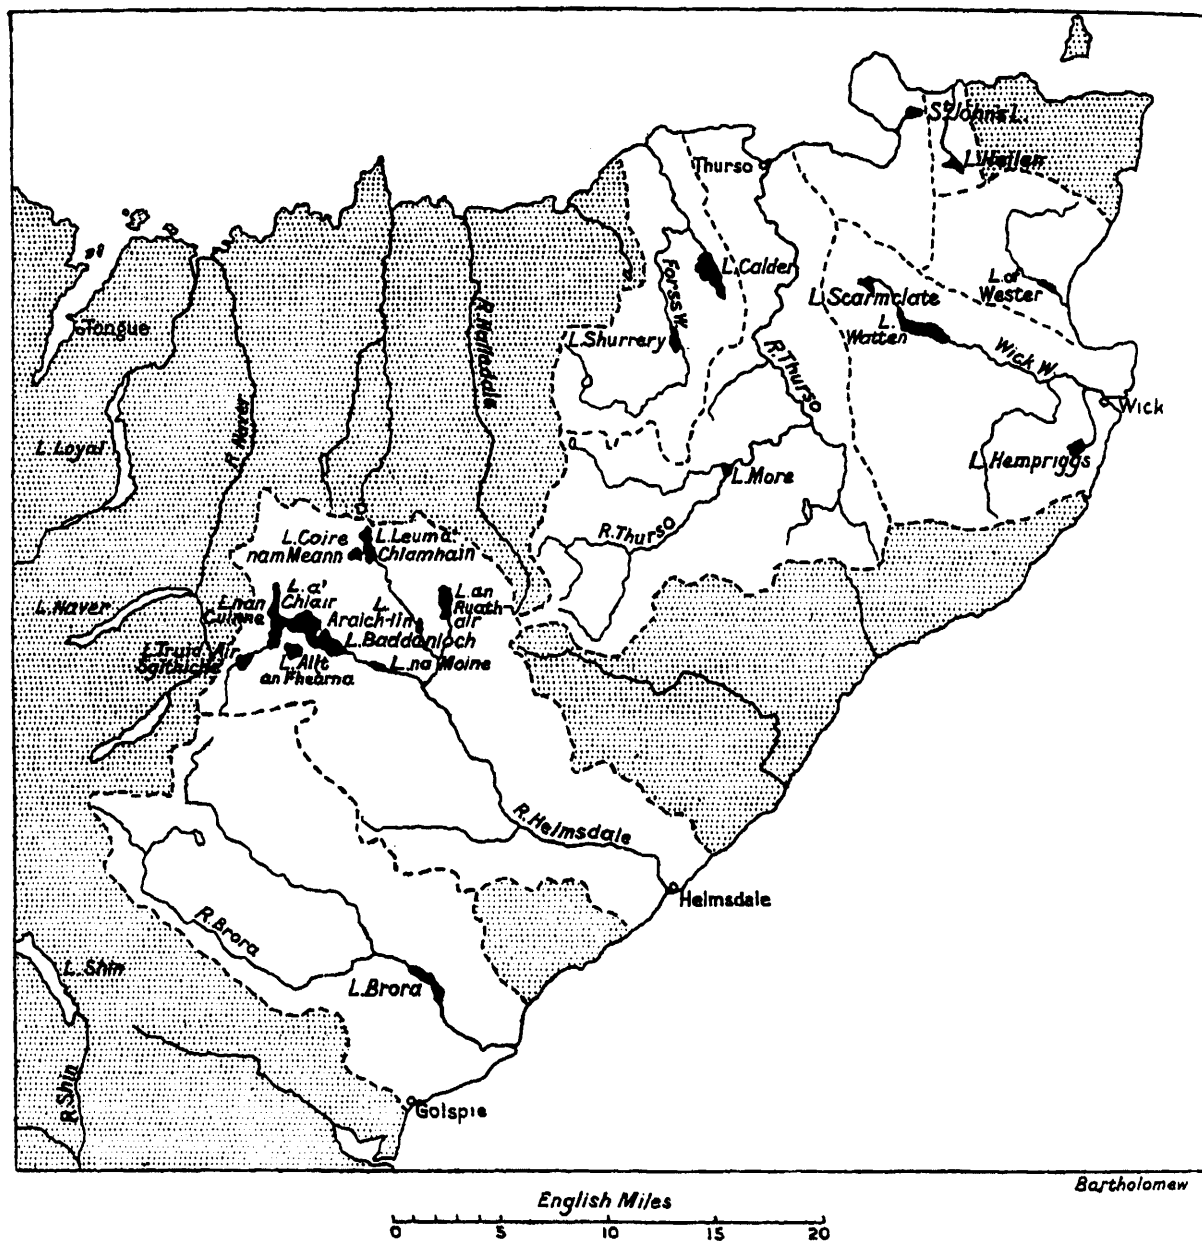 St John's L.
L. Heilen
Thurso
L. Calder
Forss W.
L. of
Wester
L. Scarmclate
L.
Watten
Wick W.
Wick
L. Shurrery
R. Thurso
R. Halladale
Tongue
R. Naver
L. Loyal
L. Hempriggs
L. More
R. Thurso
L. Coire
nam Meann
L. Leum a'
Chlamhain
L. a'
Chlair
L. nan
Cuinne
L.
Araich-lin
L. an
Ruath-
air
L. Naver
L. Baddanloch
L. Truid Air
Sgithiche
L. Allt
an Fhearna
L. na Moine
R. Helmsdale
Helmsdale
R. Brora
L. Shin
L. Brora
R. Shin
Golspie
Bartholomew
English Miles
0 5 10 15 20